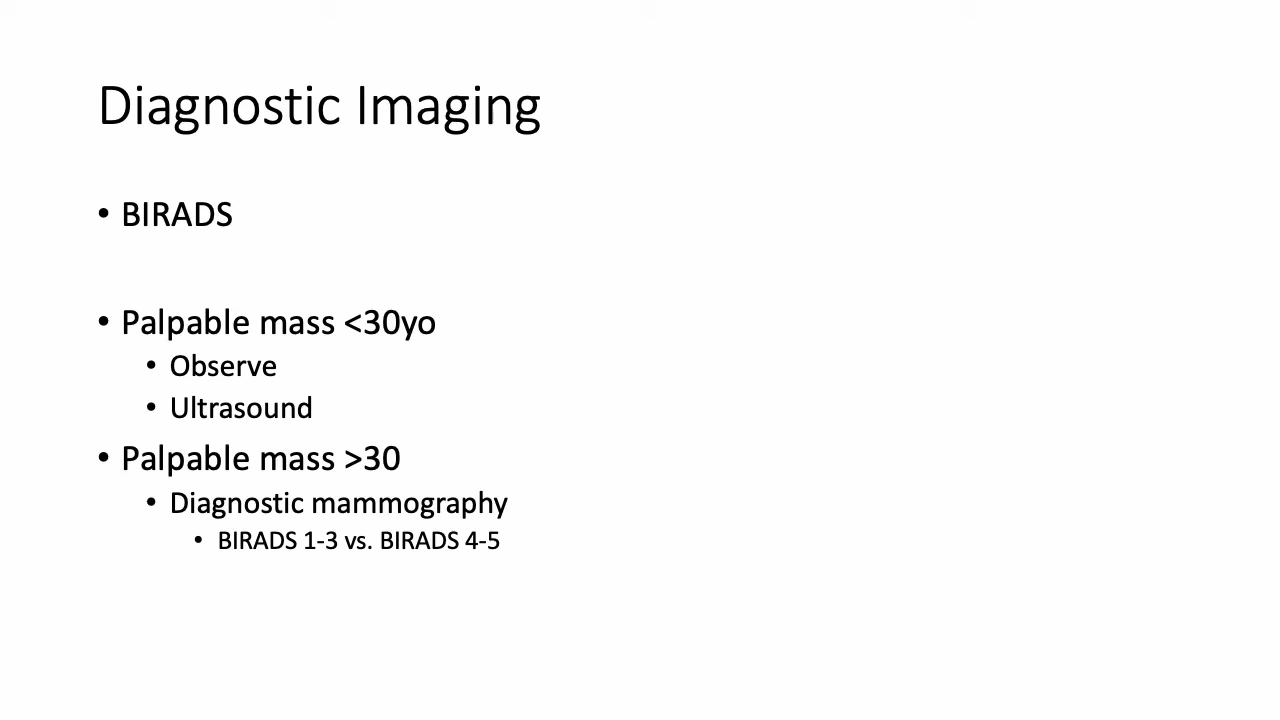 Diagnostic Imaging
• BIRADS
• Palpable mass <30yo
• Observe
• Ultrasound
• Palpable mass >30
• Diagnostic mammography
• BIRADS 1-3 vs. BIRADS 4-5